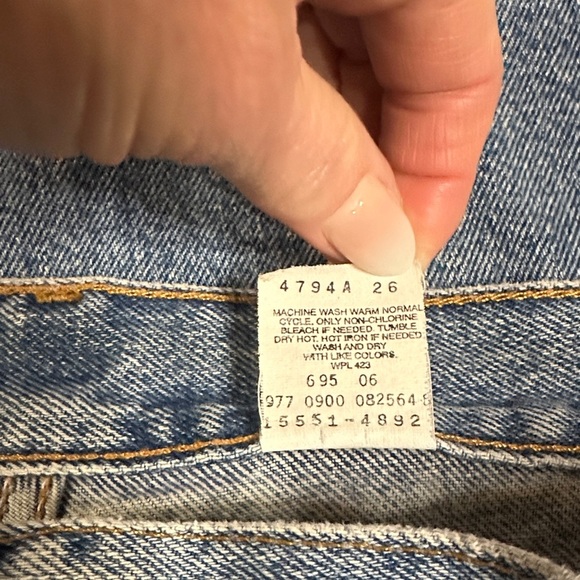 4794A 26
MACHINE WASH WARM NORMAL
CYCLE. ONLY NON-CHLORINE
BLEACH IF NEEDED. TUMBLE
DRY HOT. HOT IRON IF NEEDED
WASH AND DRY
WITH LIKE COLORS.
WPL 423
695 06
977 0900 082564-8
15551-4892